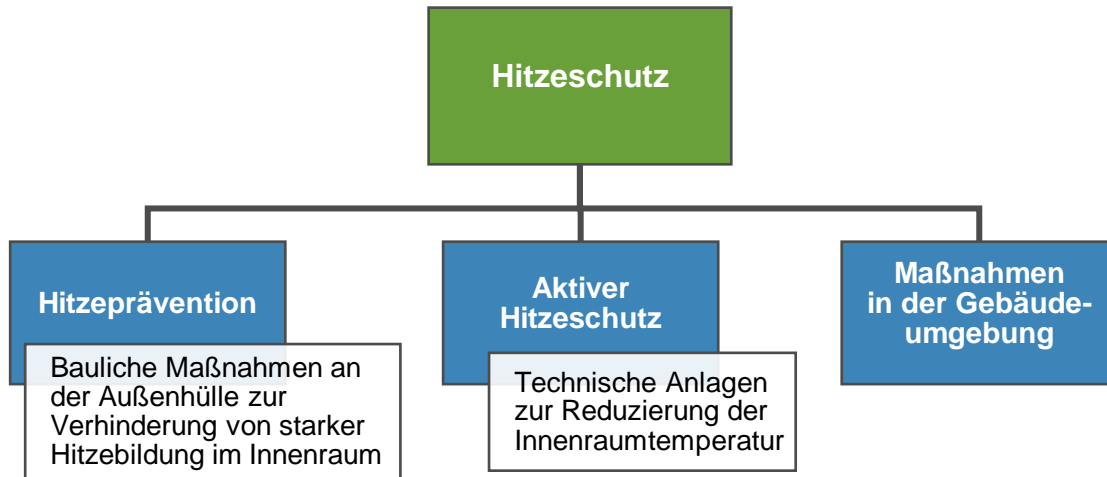 Hitzeschutz
Hitzeprävention
Bauliche Maßnahmen an
der Außenhülle zur
Verhinderung von starker
Hitzebildung im Innenraum
Aktiver
Hitzeschutz
Technische Anlagen
zur Reduzierung der
Innenraumtemperatur
Maßnahmen
in der Gebäude-
umgebung